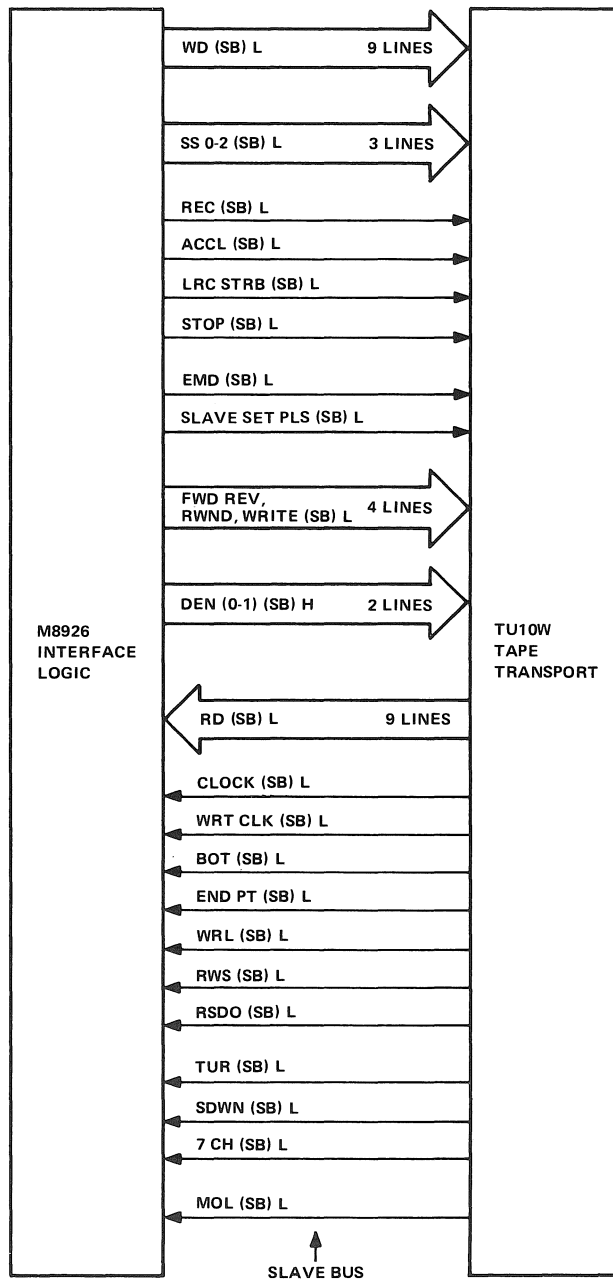 WD (SB) L 9 LINES
SS 0-2 (SB) L 3 LINES
REC (SB) L
ACCL (SB) L
LRC STRB (SB) L
STOP (SB) L
EMD (SB) L
SLAVE SET PLS (SB) L
FWD REV,
RWND, WRITE (SB) L 4 LINES
DEN (0-1) (SB) H 2 LINES
M8926
INTERFACE
LOGIC
TU10W
TAPE
TRANSPORT
RD (SB) L 9 LINES
CLOCK (SB) L
WRT CLK (SB) L
BOT (SB) L
END PT (SB) L
WRL (SB) L
RWS (SB) L
RSDO (SB) L
TUR (SB) L
SDWN (SB) L
7 CH (SB) L
MOL (SB) L
SLAVE BUS